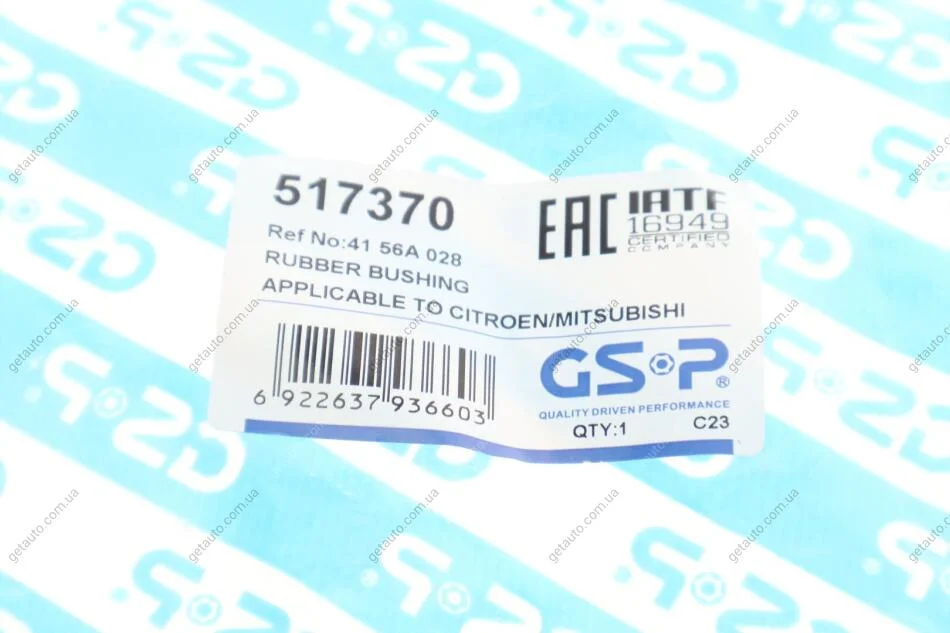 517370
Ref No:41 56A 028
RUBBER BUSHING
APPLICABLE TO CITROEN/MITSUBISHI
EAC
IATF
16949
CERTIFIED
COMPANY
6 922637 936603
GSP®
QUALITY DRIVEN PERFORMANCE
QTY:1
C23
getauto.com.ua